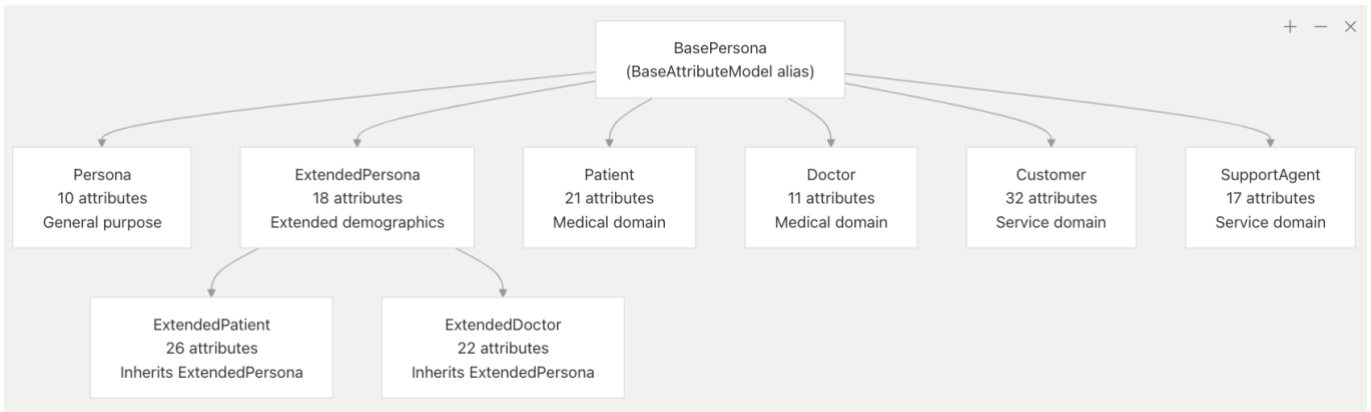 BasePersona
(BaseAttributeModel alias)
Persona
10 attributes
General purpose
ExtendedPersona
18 attributes
Extended demographics
Patient
21 attributes
Medical domain
Doctor
11 attributes
Medical domain
Customer
32 attributes
Service domain
SupportAgent
17 attributes
Service domain
ExtendedPatient
26 attributes
Inherits ExtendedPersona
ExtendedDoctor
22 attributes
Inherits ExtendedPersona